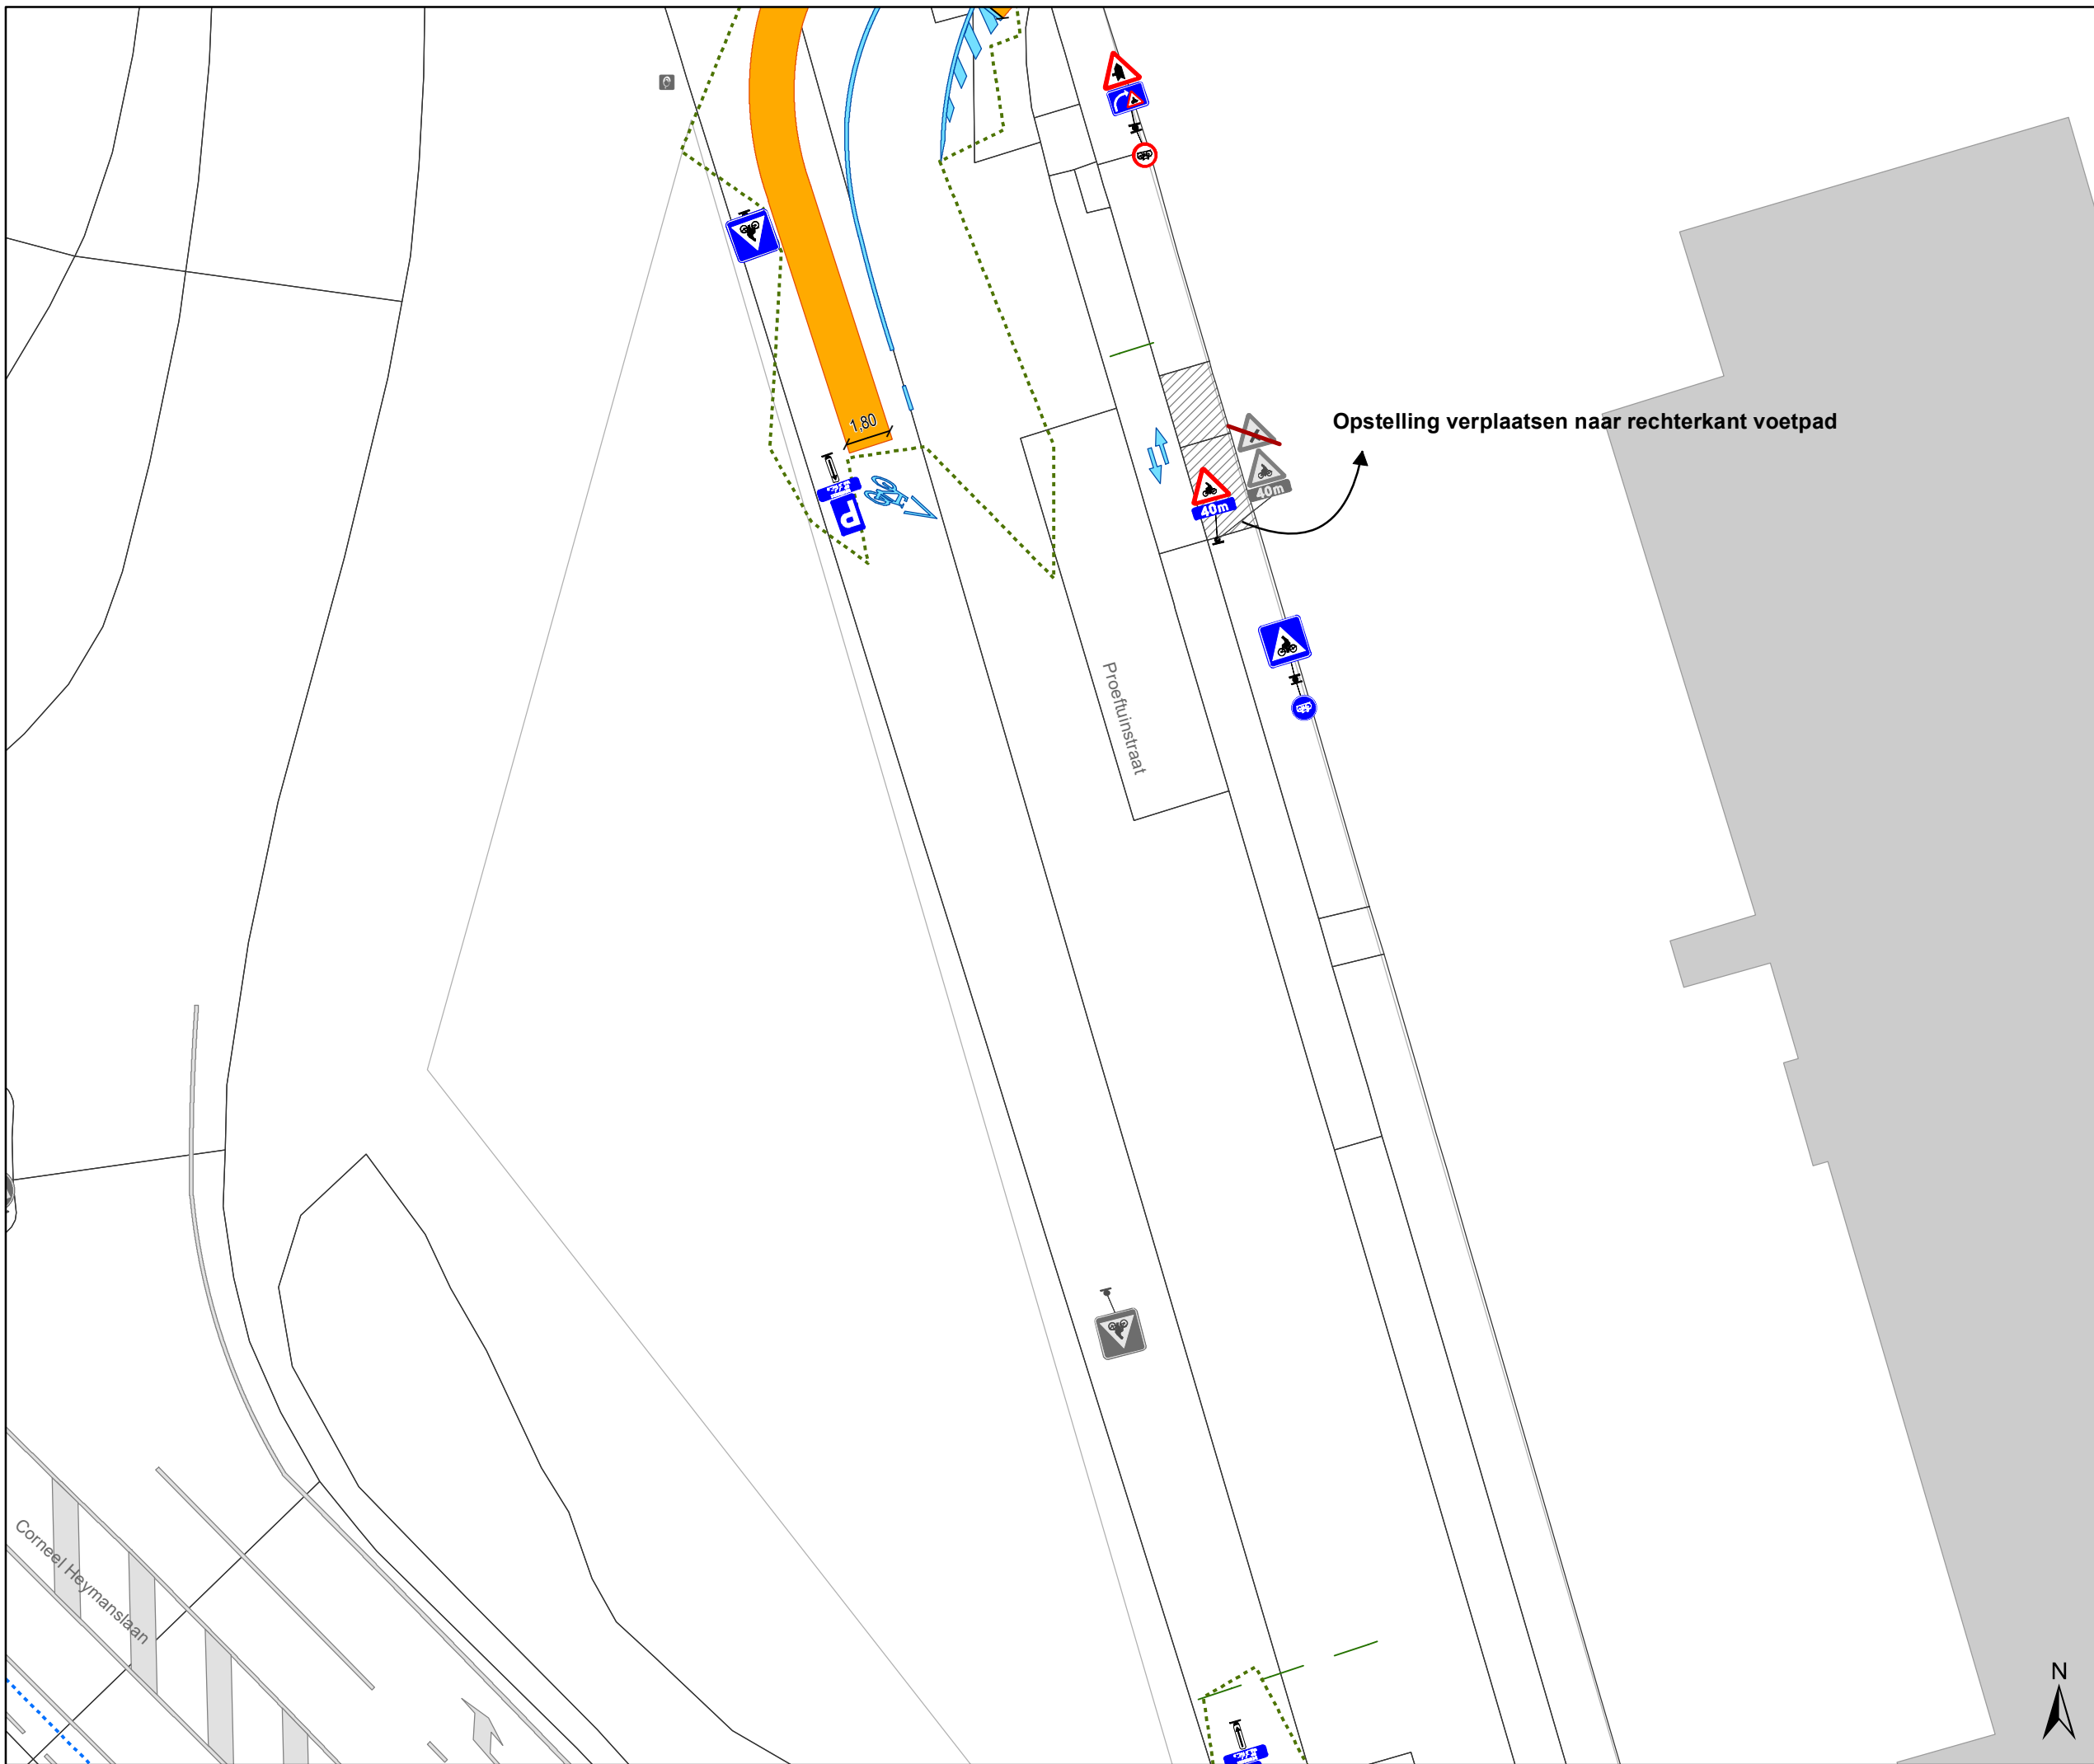 1,80
Opstelling verplaatsen naar rechterkant voetpad
40m
40m
P
Proeftuinstraat
Corneel Heymanslaan
N